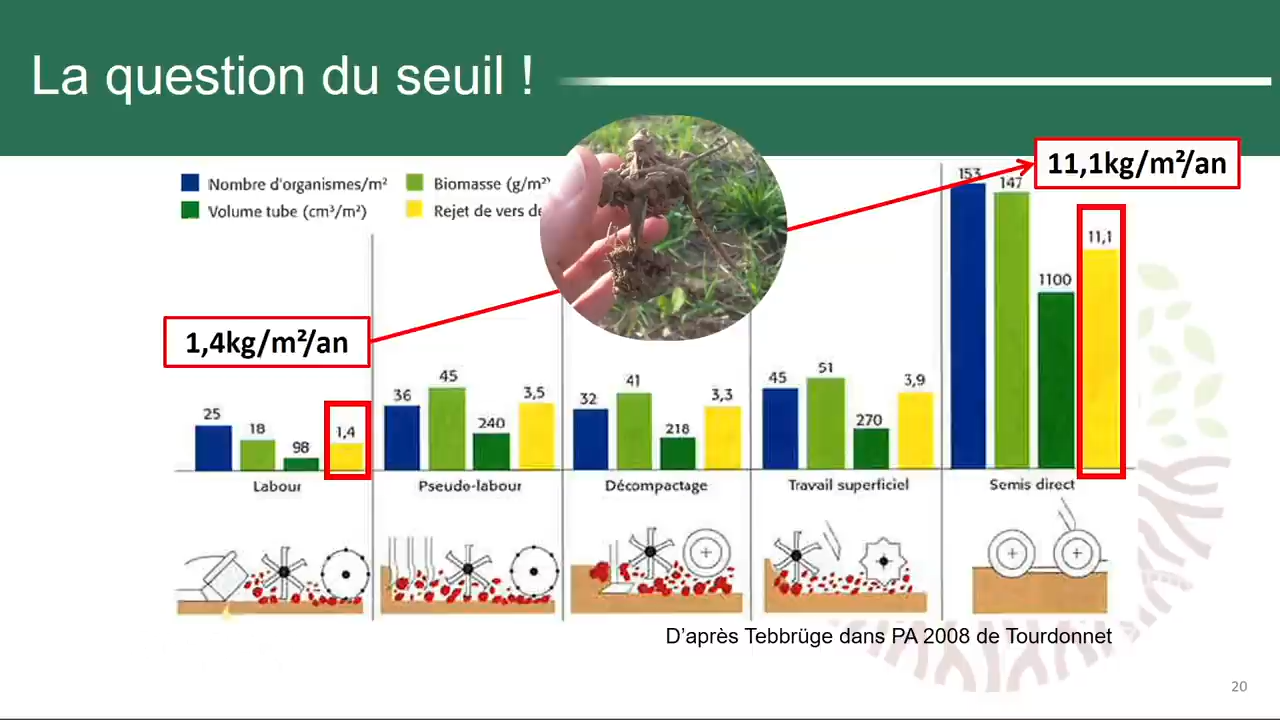 La question du seuil !
11,1kg/m²/an
Nombre d'organismes/m²
Biomasse (g/m²)
Volume tube (cm³/m²)
Rejet de vers
1,4kg/m²/an
25
18
98
1,4
36
45
240
3,5
32
41
218
3,3
45
51
270
3,9
153
147
1100
11,1
Labour
Pseudo-labour
Décompactage
Travail superficiel
Semis direct
D'après Tebbrüge dans PA 2008 de Tourdonnet
20